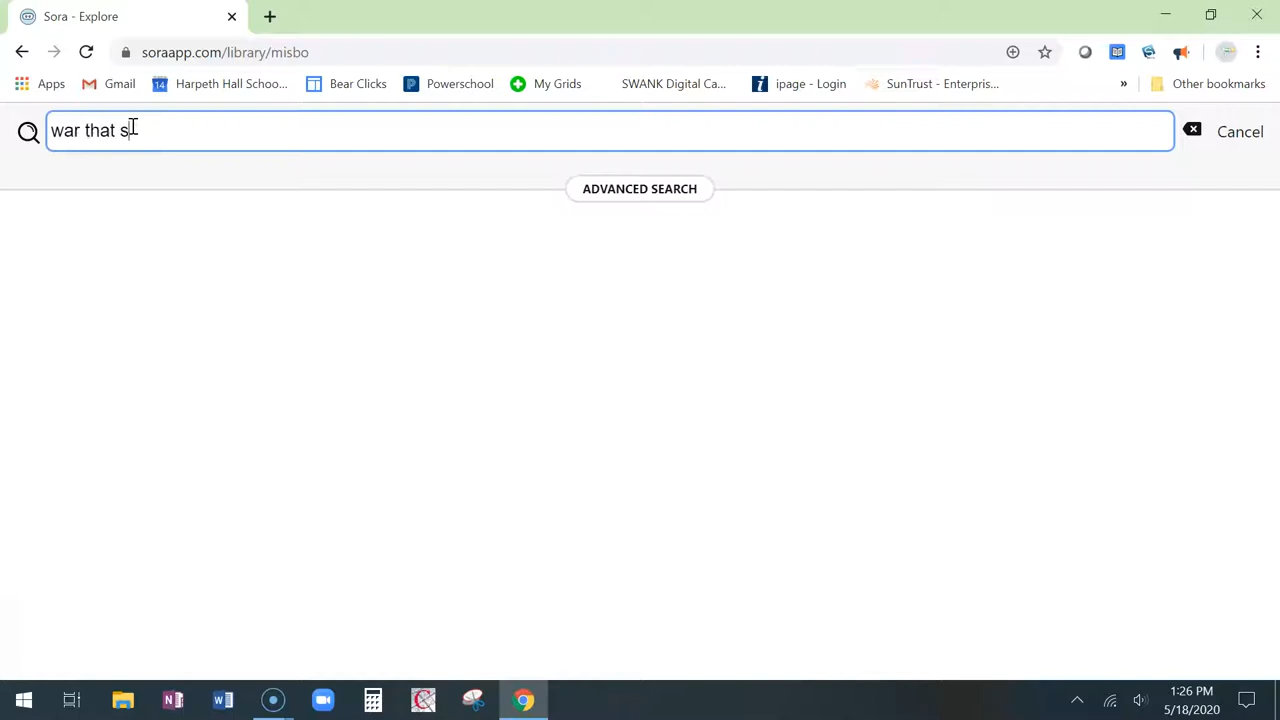 Sora - Explore
soraapp.com/library/misbo
Apps Gmail Harpeth Hall Schoo... Bear Clicks Powerschool My Grids SWANK Digital Ca... ipage - Login SunTrust - Enterpris... » Other bookmarks
war that s Cancel
ADVANCED SEARCH
1:26 PM
5/18/2020